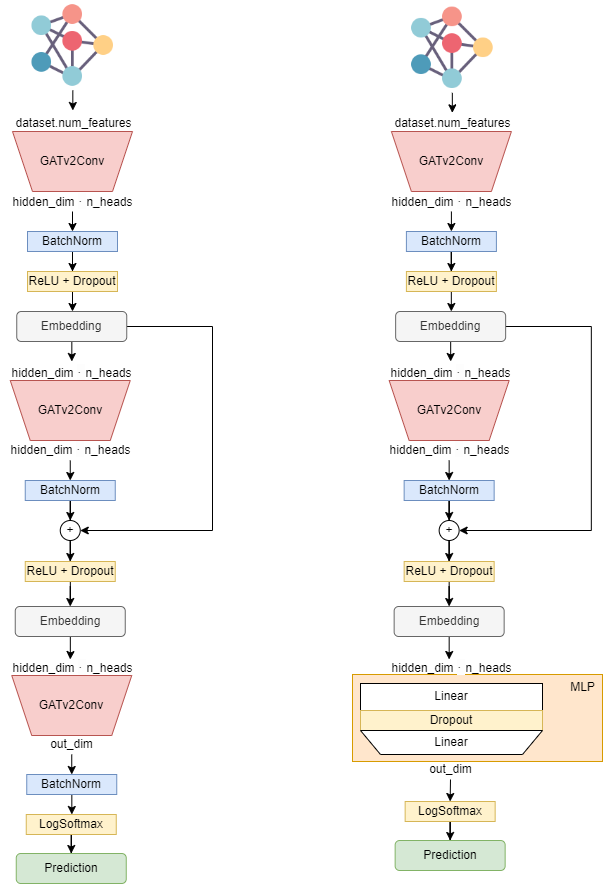 dataset.num_features
GATv2Conv
hidden_dim · n_heads
BatchNorm
ReLU + Dropout
Embedding
hidden_dim · n_heads
GATv2Conv
hidden_dim · n_heads
BatchNorm
+
ReLU + Dropout
Embedding
hidden_dim · n_heads
GATv2Conv
out_dim
BatchNorm
LogSoftmax
Prediction
dataset.num_features
GATv2Conv
hidden_dim · n_heads
BatchNorm
ReLU + Dropout
Embedding
hidden_dim · n_heads
GATv2Conv
hidden_dim · n_heads
BatchNorm
+
ReLU + Dropout
Embedding
hidden_dim · n_heads
MLP
Linear
Dropout
Linear
out_dim
LogSoftmax
Prediction